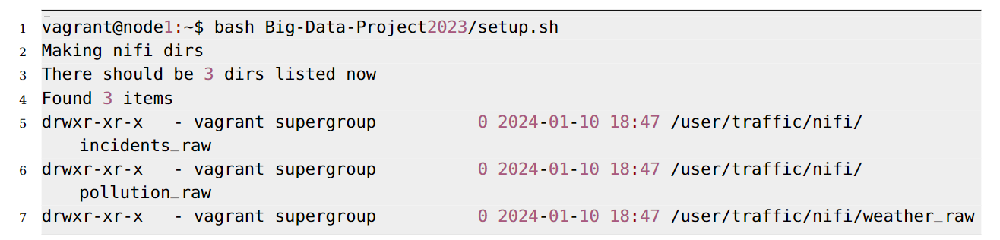 1 vagrant@node1:~$ bash Big-Data-Project2023/setup.sh
2 Making nifi dirs
3 There should be 3 dirs listed now
4 Found 3 items
5 drwxr-xr-x   - vagrant supergroup          0 2024-01-10 18:47 /user/traffic/nifi/
incidents_raw
6 drwxr-xr-x   - vagrant supergroup          0 2024-01-10 18:47 /user/traffic/nifi/
pollution_raw
7 drwxr-xr-x   - vagrant supergroup          0 2024-01-10 18:47 /user/traffic/nifi/weather_raw